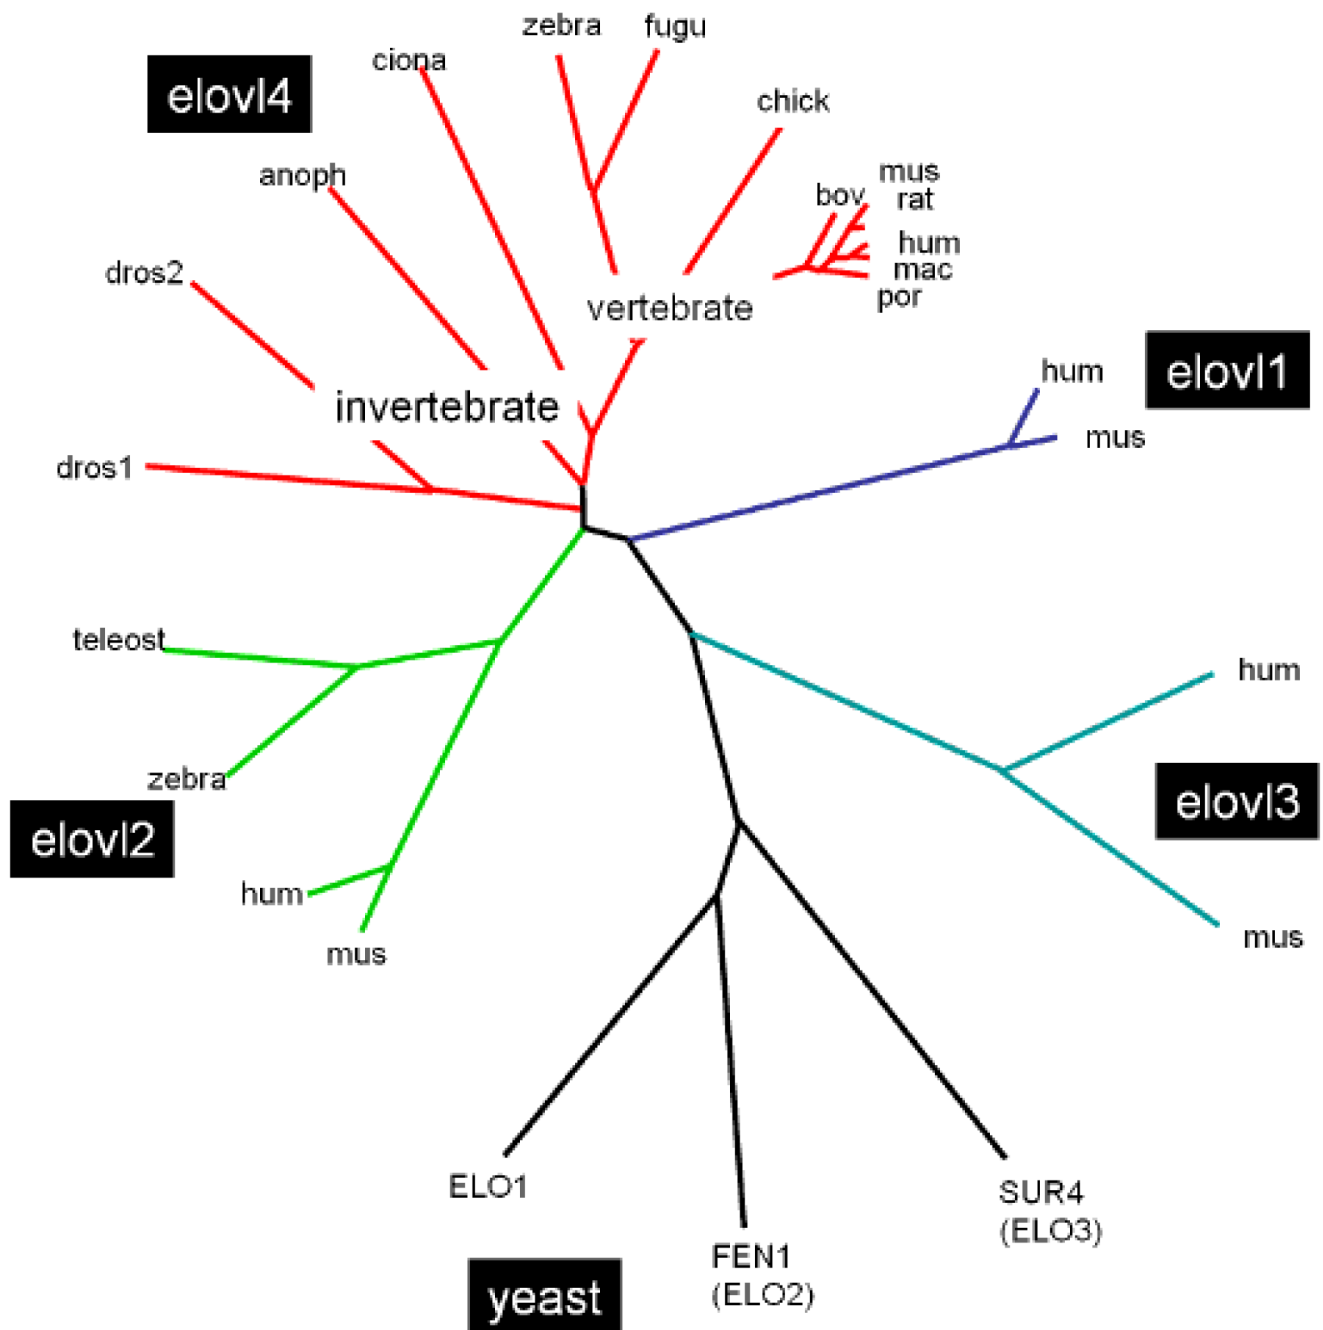 zebra
fugu
ciona
elovl4
chick
anoph
mus
bov
rat
hum
mac
por
dros2
vertebrate
hum
elovl1
invertebrate
mus
dros1
teleost
hum
zebra
elovl3
elovl2
hum
mus
mus
ELO1
SUR4
(ELO3)
FEN1
(ELO2)
yeast